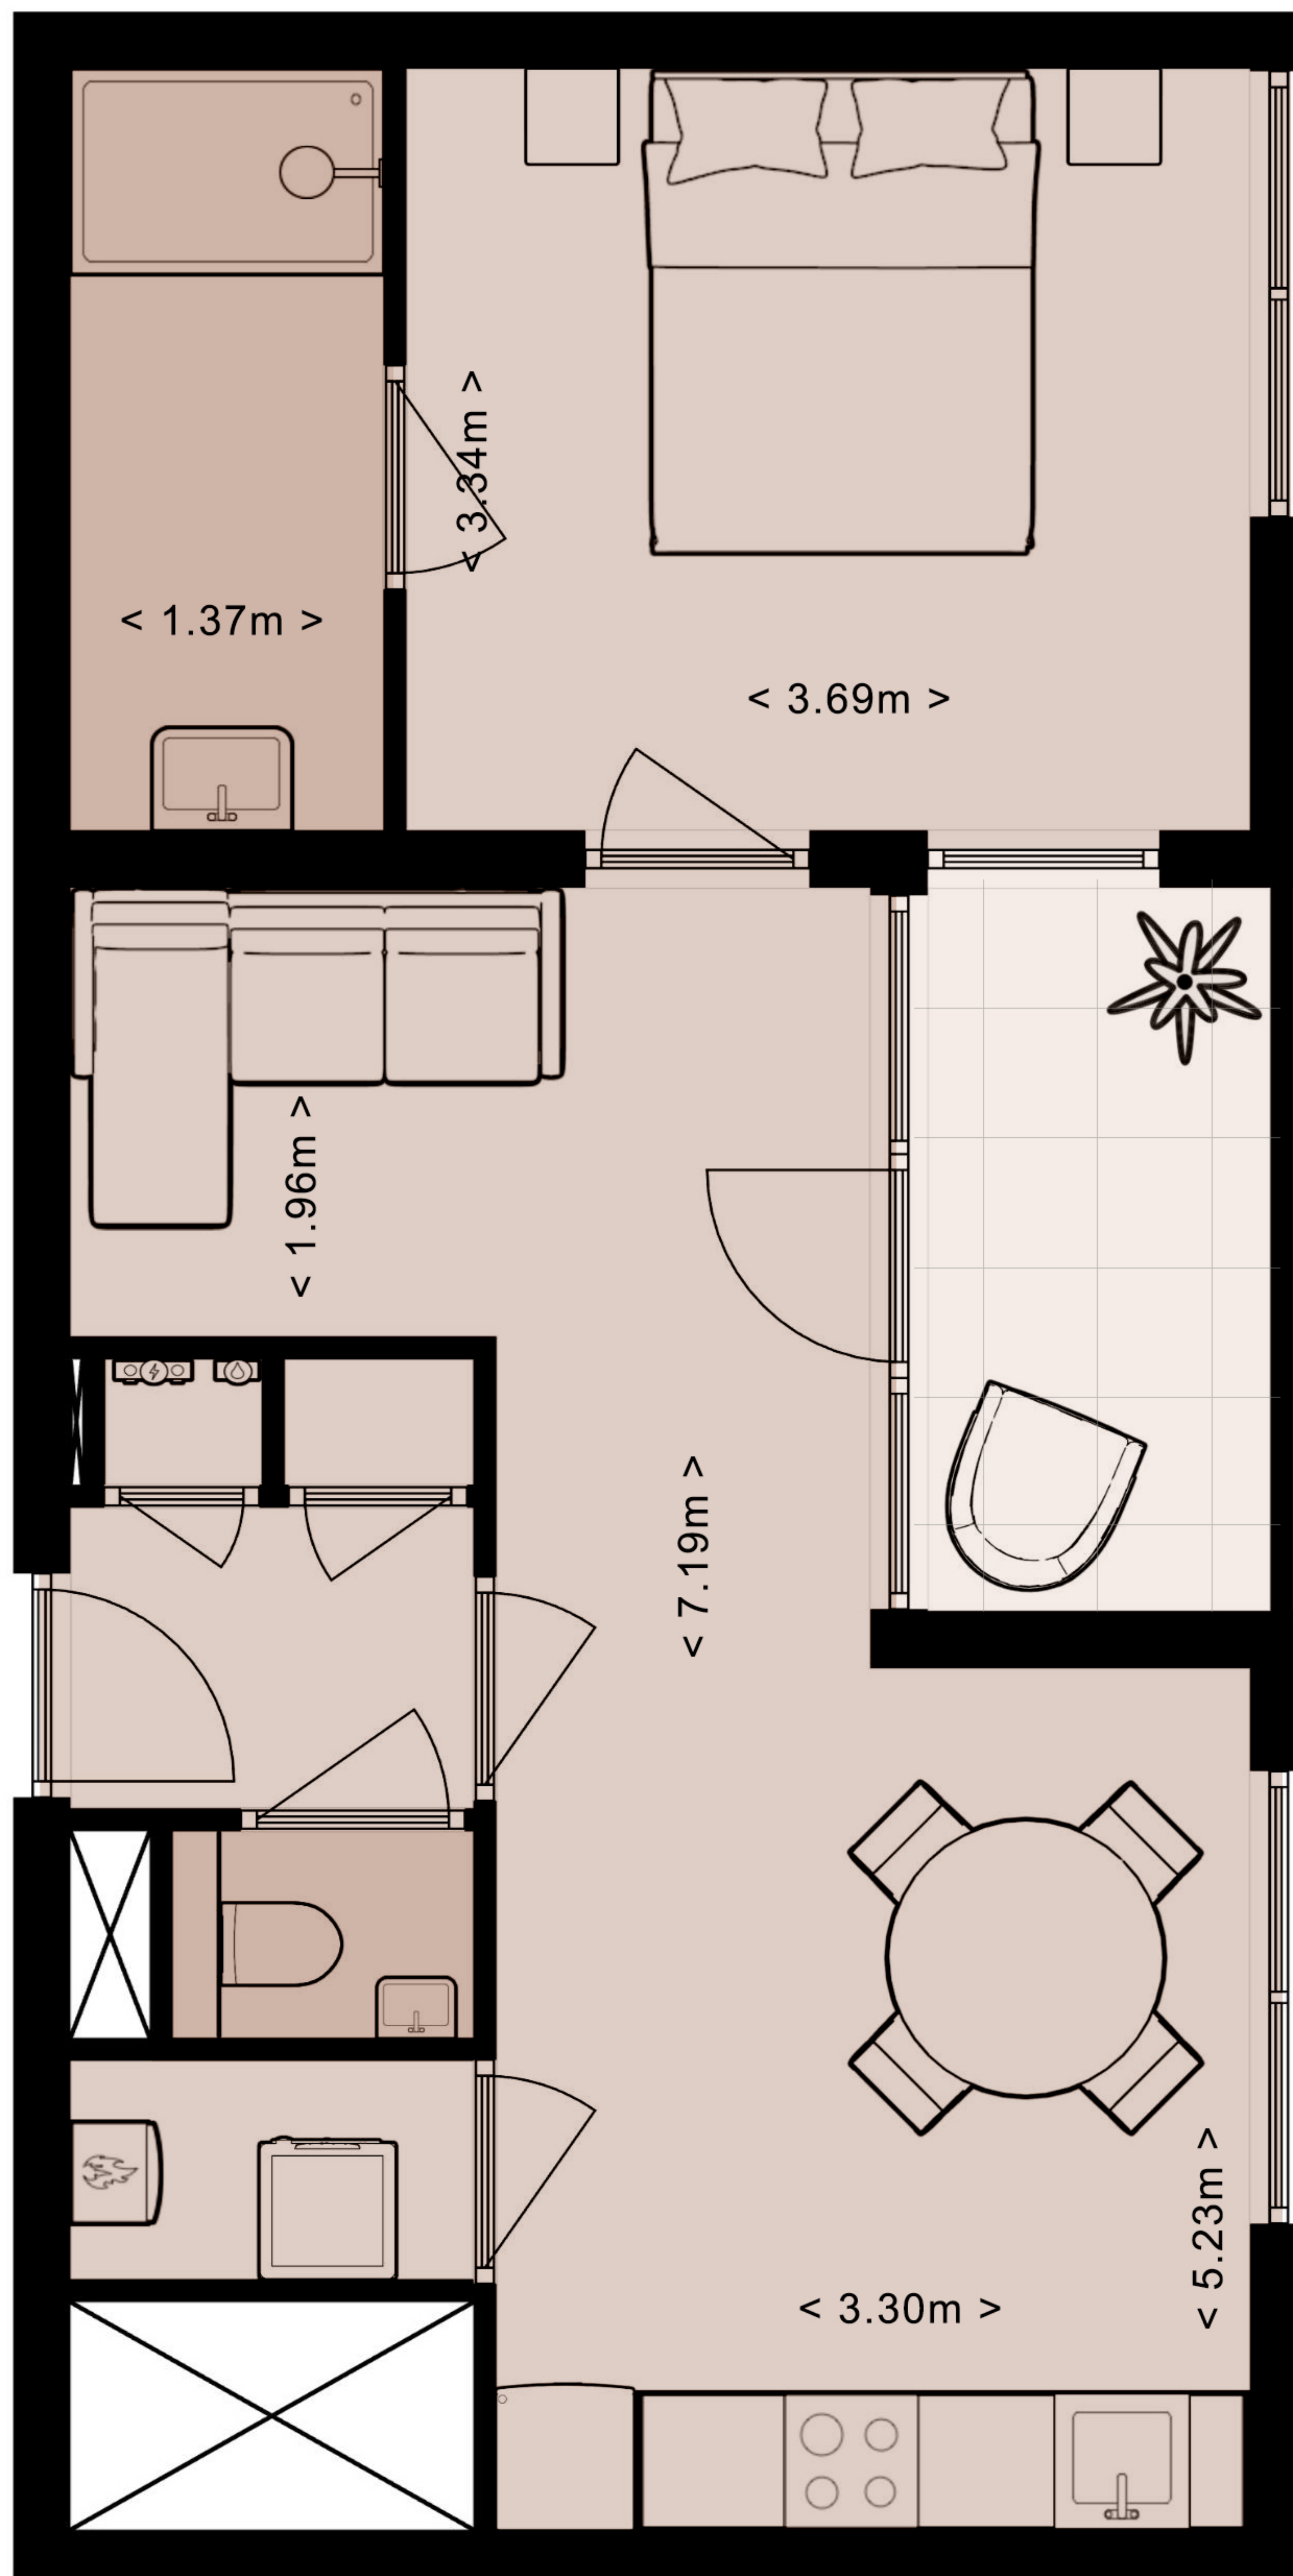 < 3.34m >
< 1.37m >
< 3.69m >
< 1.96m >
< 7.19m >
< 5.23m >
< 3.30m >